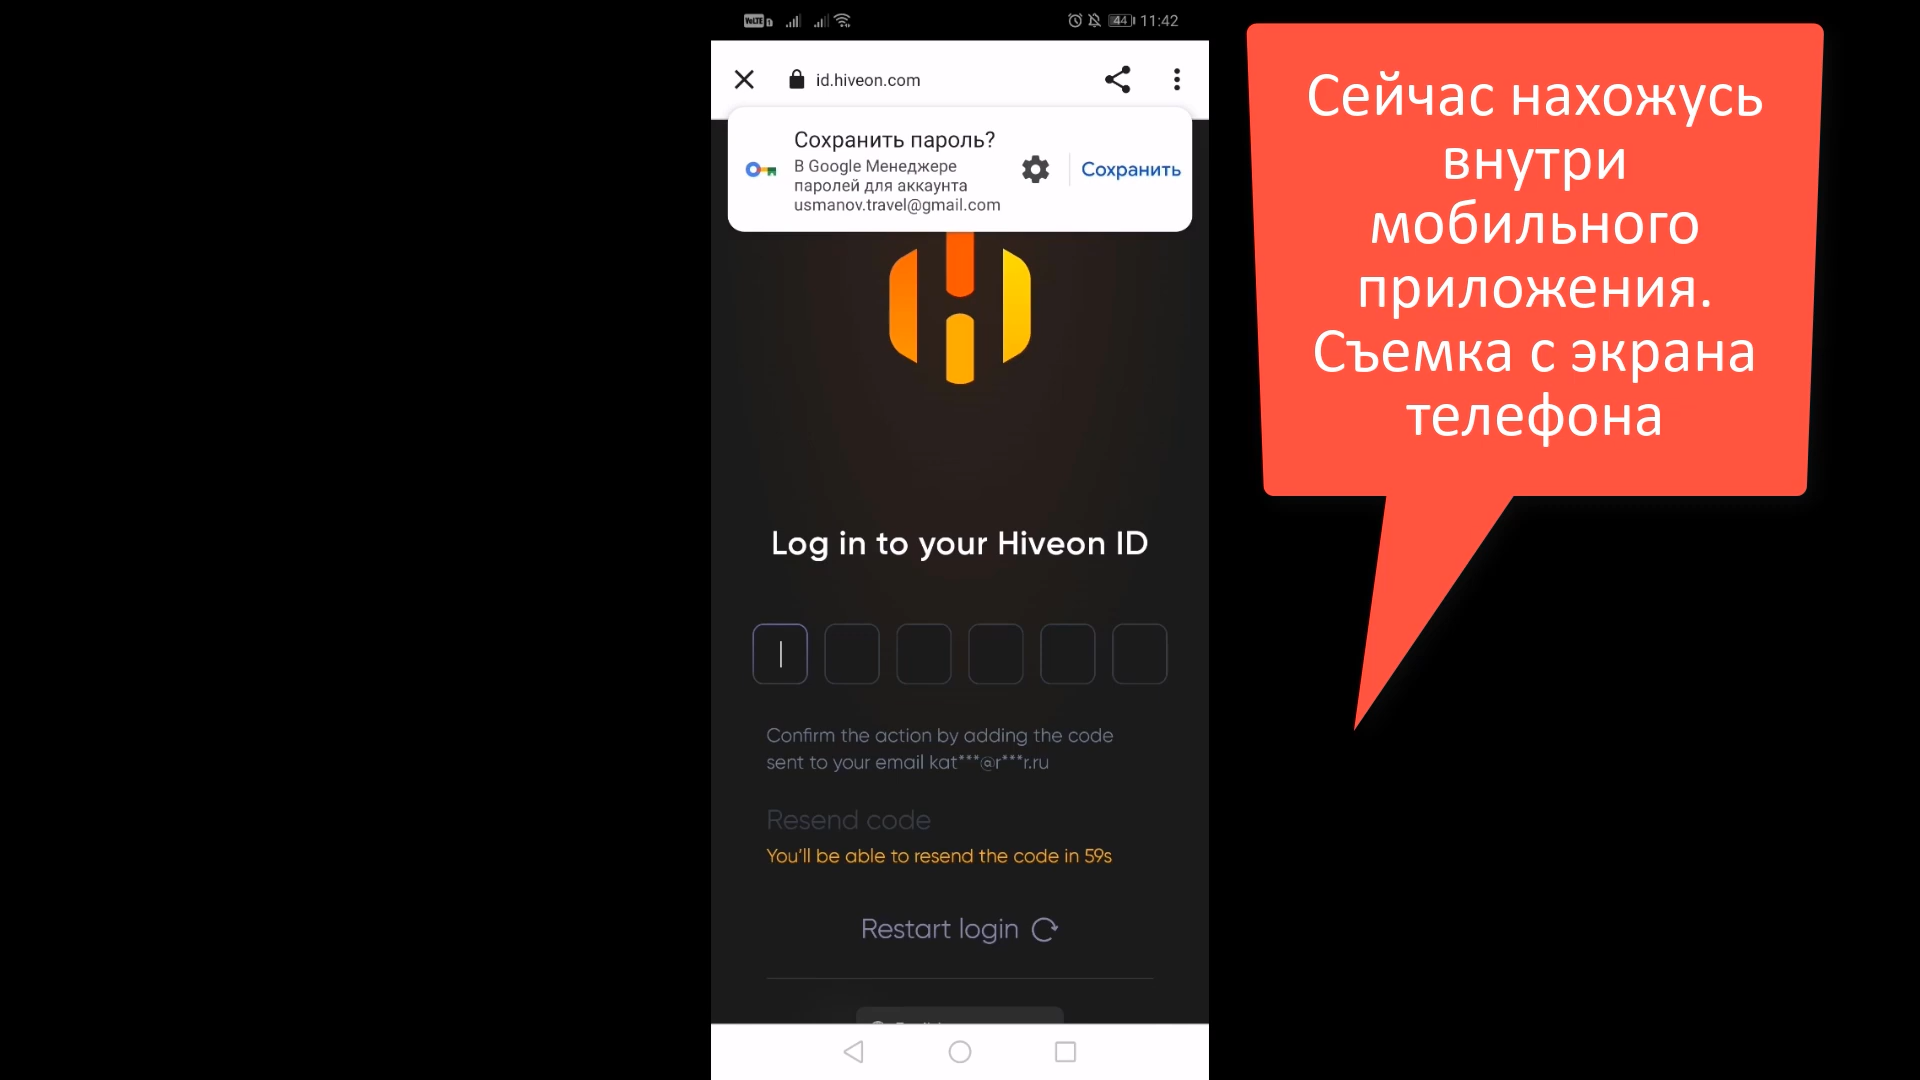 VoLTE
44 11:42
id.hiveon.com
Сохранить пароль?
В Google Менеджере
паролей для аккаунта
usmanov.travel@gmail.com
Сохранить
Log in to your Hiveon ID
Confirm the action by adding the code
sent to your email kat***@r***r.ru
Resend code
You'll be able to resend the code in 59s
Restart login
Сейчас нахожусь
внутри
мобильного
приложения.
Съемка с экрана
телефона